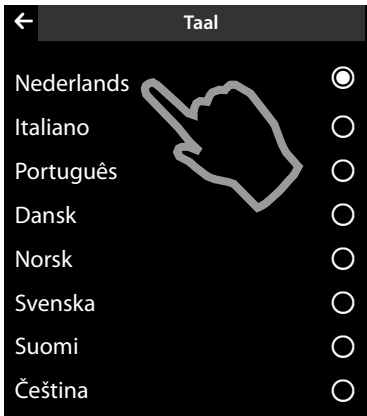 Taal
Nederlands
Italiano
Português
Dansk
Norsk
Svenska
Suomi
Čeština